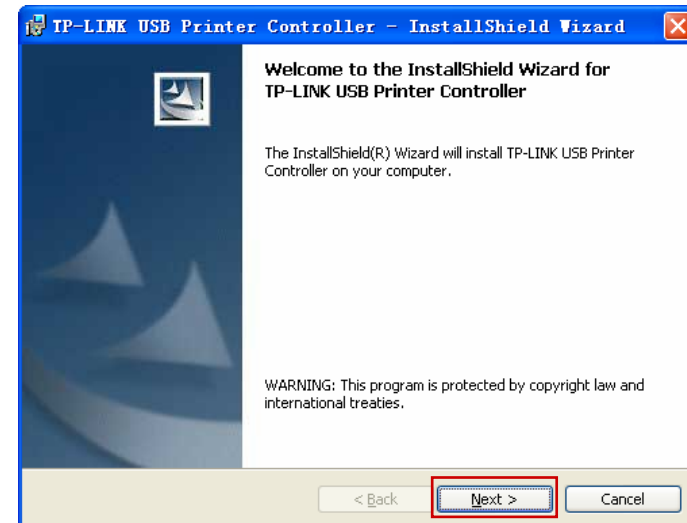 TP-LINK USB Printer Controller - InstallShield Wizard
Welcome to the InstallShield Wizard for
TP-LINK USB Printer Controller
The InstallShield(R) Wizard will install TP-LINK USB Printer
Controller on your computer.
WARNING: This program is protected by copyright law and
international treaties.
< Back Next > Cancel